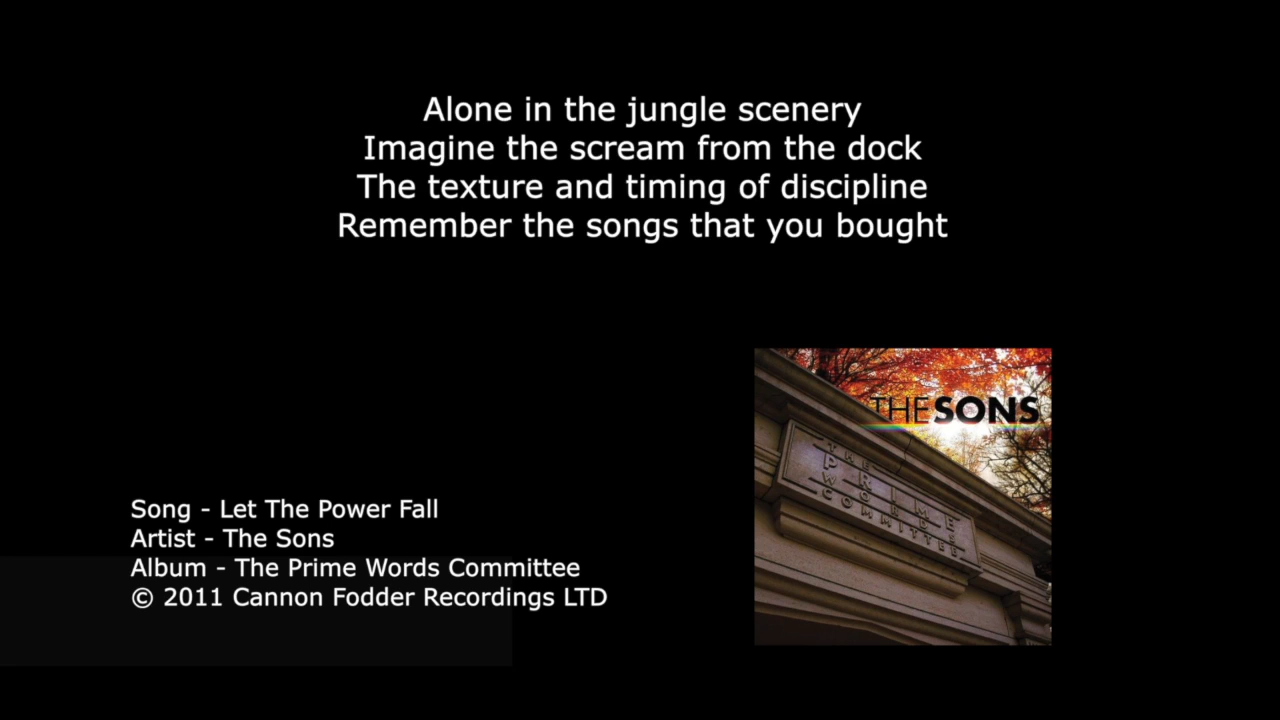 Alone in the jungle scenery
Imagine the scream from the dock
The texture and timing of discipline
Remember the songs that you bought
THE SONS
THE
PRIME
WORDS
COMMITTEE
Song - Let The Power Fall
Artist - The Sons
Album - The Prime Words Committee
© 2011 Cannon Fodder Recordings LTD